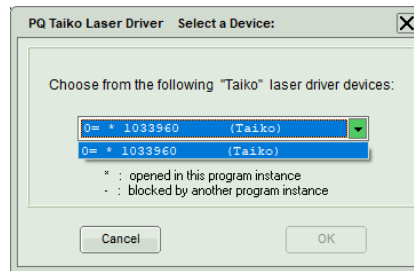 PQ Taiko Laser Driver Select a Device:
Choose from the following "Taiko" laser driver devices:
0= * 1033960 (Taiko)
0= * 1033960 (Taiko)
* : opened in this program instance
- : blocked by another program instance
Cancel OK